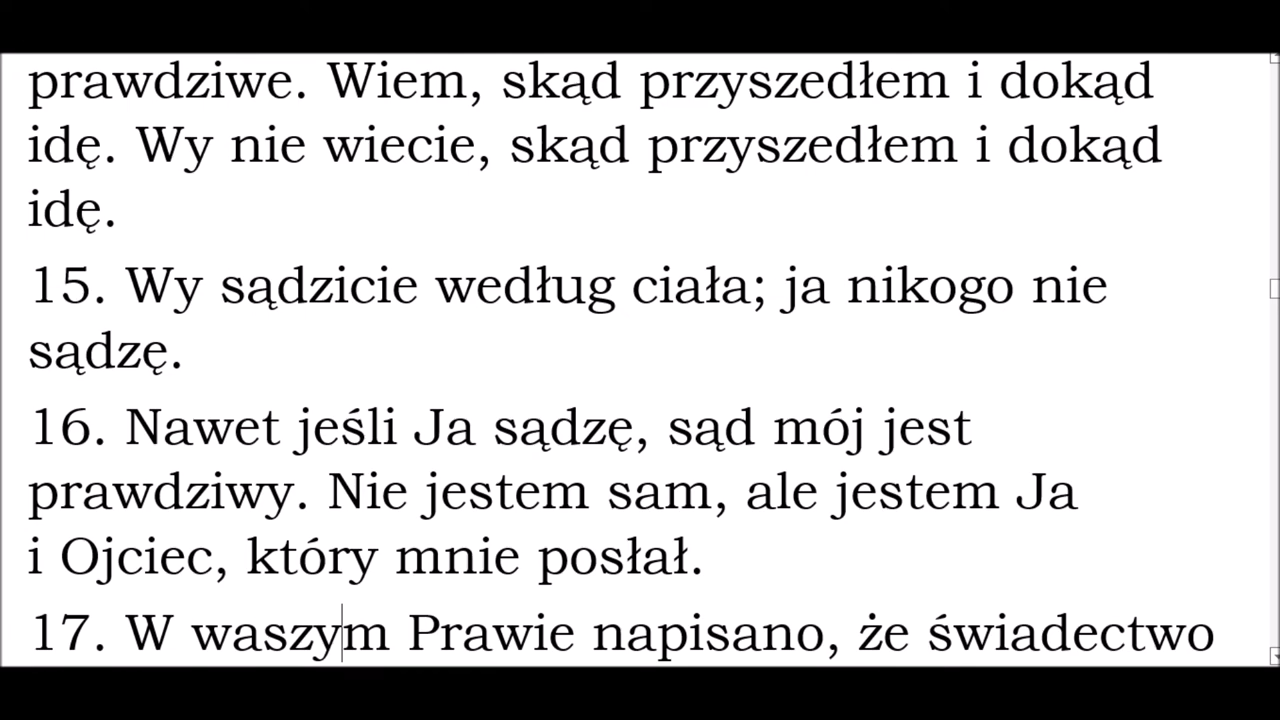 prawdziwe. Wiem, skąd przyszedłem i dokąd
idę. Wy nie wiecie, skąd przyszedłem i dokąd
idę.
15. Wy sądzicie według ciała; ja nikogo nie
sądzę.
16. Nawet jeśli Ja sądzę, sąd mój jest
prawdziwy. Nie jestem sam, ale jestem Ja
i Ojciec, który mnie posłał.
17. W waszym Prawie napisano, że świadectwo